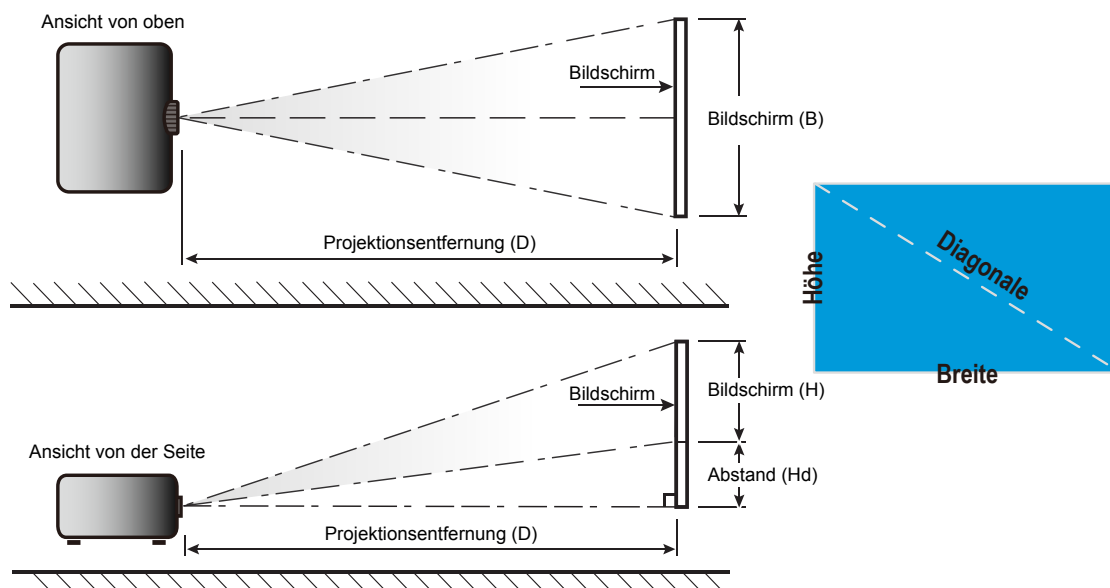 Ansicht von oben
Bildschirm
Bildschirm (B)
Projektionsentfernung (D)
Höhe
Diagonale
Breite
Bildschirm
Bildschirm (H)
Ansicht von der Seite
Abstand (Hd)
Projektionsentfernung (D)